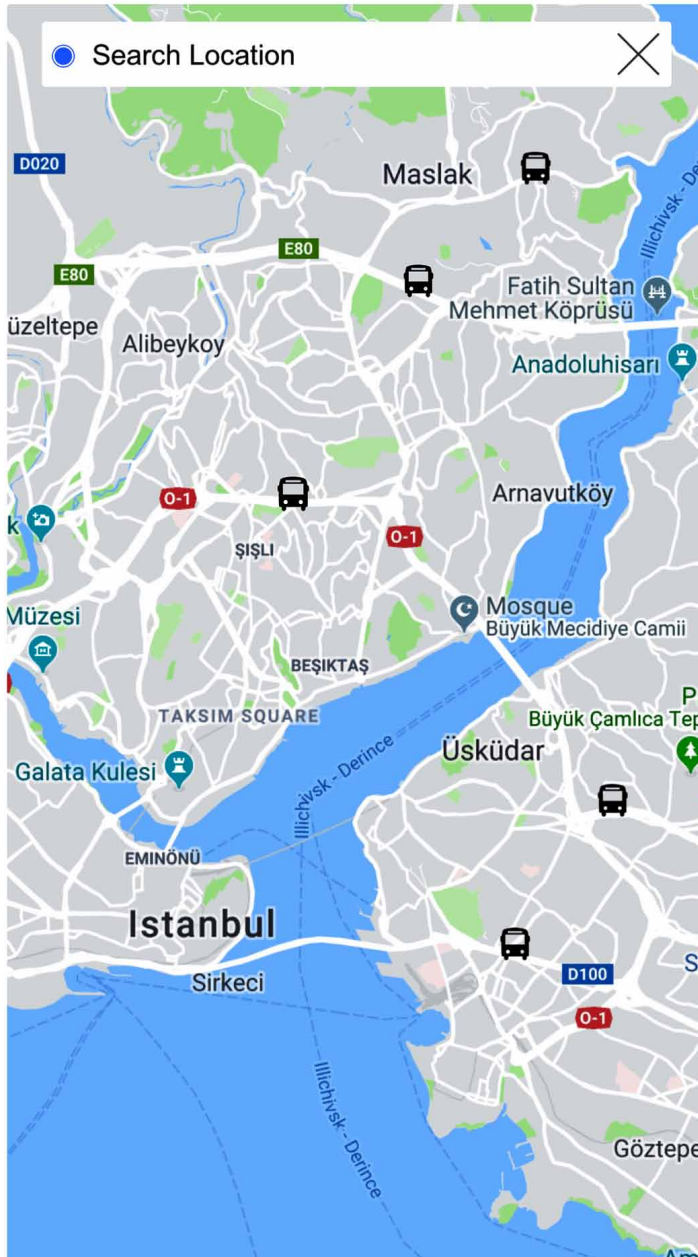 Search Location
D020
Maslak
Illichivsk - De
E80
E80
Fatih Sultan
Mehmet Köprüsü
üzeltepe
Alibeykoy
Anadoluhisarı
O-1
Arnavutköy
k
O-1
ŞIŞLI
Mosque
Büyük Mecidiye Camii
Müzesi
BEŞIKTAŞ
P
TAKSIM SQUARE
Büyük Çamlıca Tep
Üsküdar
Galata Kulesi
Illichivsk - Derince
EMINÖNÜ
Istanbul
Sirkeci
D100
S
O-1
Illichivsk - Derince
Göztepe